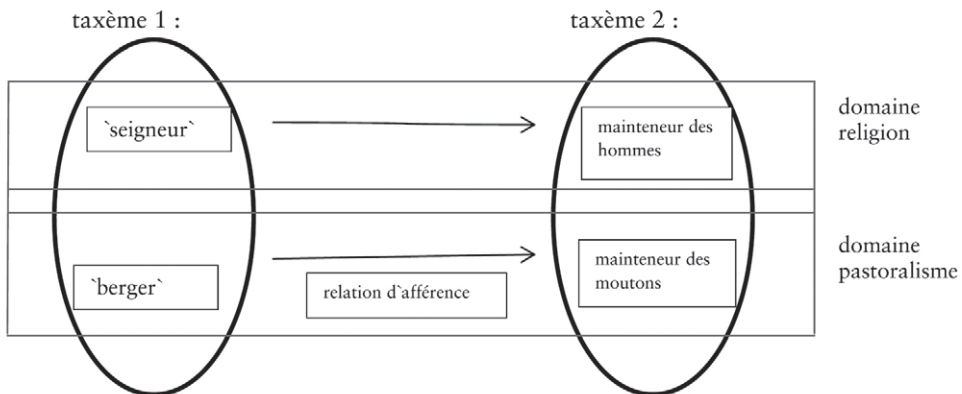 taxème 1 :
taxème 2 :
`seigneur`
mainteneur des
hommes
domaine
religion
`berger`
relation d`afférence
mainteneur des
moutons
domaine
pastoralisme